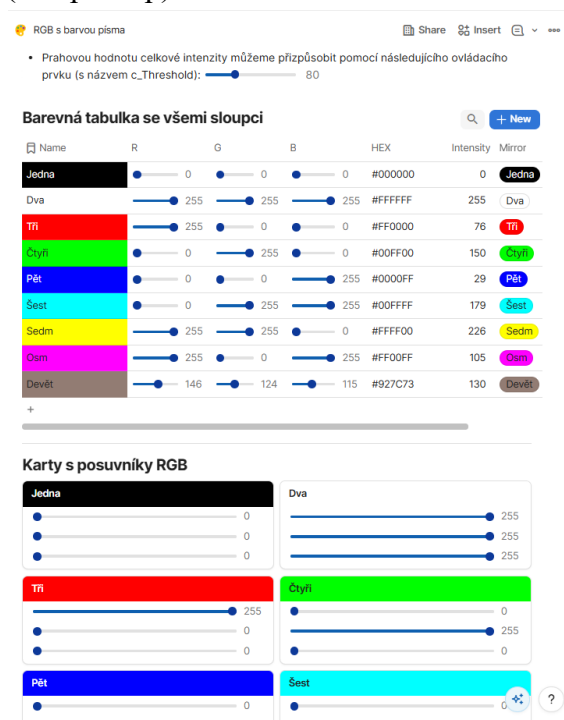 RGB s barvou písma Share Insert
• Prahovou hodnotu celkové intenzity můžeme přizpůsobit pomocí následujícího ovládacího
prvku (s názvem c_Threshold): 80
Barevná tabulka se všemi sloupci + New
Name R G B HEX Intensity Mirror
Jedna 0 0 0 #000000 0 Jedna
Dva 255 255 255 #FFFFFF 255 Dva
Tři 255 0 0 #FF0000 76 Tři
Čtyři 0 255 0 #00FF00 150 Čtyři
Pět 0 0 255 #0000FF 29 Pět
Šest 0 255 255 #00FFFF 179 Šest
Sedm 255 255 0 #FFFF00 226 Sedm
Osm 255 0 255 #FF00FF 105 Osm
Devět 146 124 115 #927C73 130 Devět
+
Karty s posuvníky RGB
Jedna Dva
0 255
0 255
0 255
Tři Čtyři
255 0
0 255
0 0
Pět Šest
0 0
?